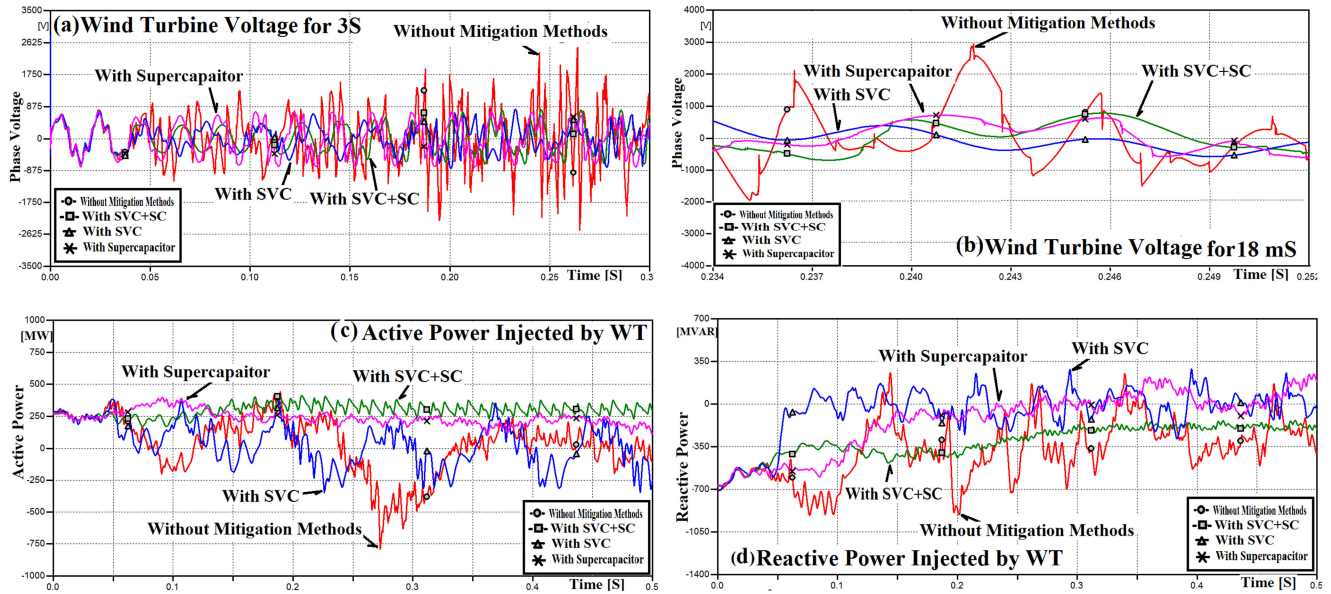 (a) Wind Turbine Voltage for 3S
[V]
3500
2625
1750
875
0
-875
-1750
-2625
-3500
Phase Voltage
Without Mitigation Methods
With Supercapaitor
With SVC
With SVC+SC
Without Mitigation Methods
With SVC+SC
With SVC
With Supercapacitor
0.0
0.05
0.10
0.15
0.20
0.25
0.3
Time [S]
[V]
4000
3000
2000
1000
0
-1000
-2000
-3000
-4000
Phase Voltage
Without Mitigation Methods
With Supercapaitor
With SVC
With SVC+SC
Without Mitigation Methods
With SVC+SC
With SVC
With Supercapacitor
(b) Wind Turbine Voltage for 18 mS
0.234
0.237
0.240
0.243
0.246
0.249
0.252
Time [S]
(c) Active Power Injected by WT
[MW]
1000
750
500
250
0
-250
-500
-750
-1000
Active Power
With Supercapaitor
With SVC+SC
With SVC
Without Mitigation Methods
Without Mitigation Methods
With SVC+SC
With SVC
With Supercapacitor
0.0
0.1
0.2
0.3
0.4
0.5
Time [S]
[MVAR]
700
350
0
-350
-700
-1050
-1400
Reactive Power
With SVC
With Supercapaitor
With SVC+SC
Without Mitigation Methods
Without Mitigation Methods
With SVC+SC
With SVC
With Supercapacitor
(d) Reactive Power Injected by WT
0.0
0.1
0.2
0.3
0.4
0.5
Time [S]